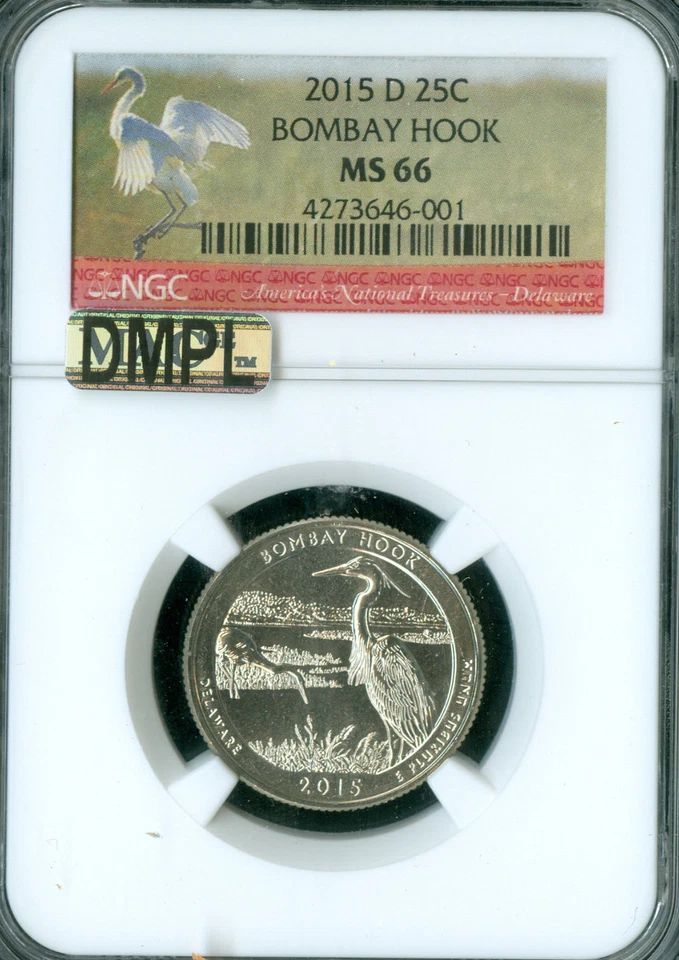 2015 D 25C
BOMBAY HOOK
MS 66
4273646-001
NGC America's National Treasures – Delaware
DMPL
TM
BOMBAY HOOK
DELAWARE
E PLURIBUS UNUM
2015